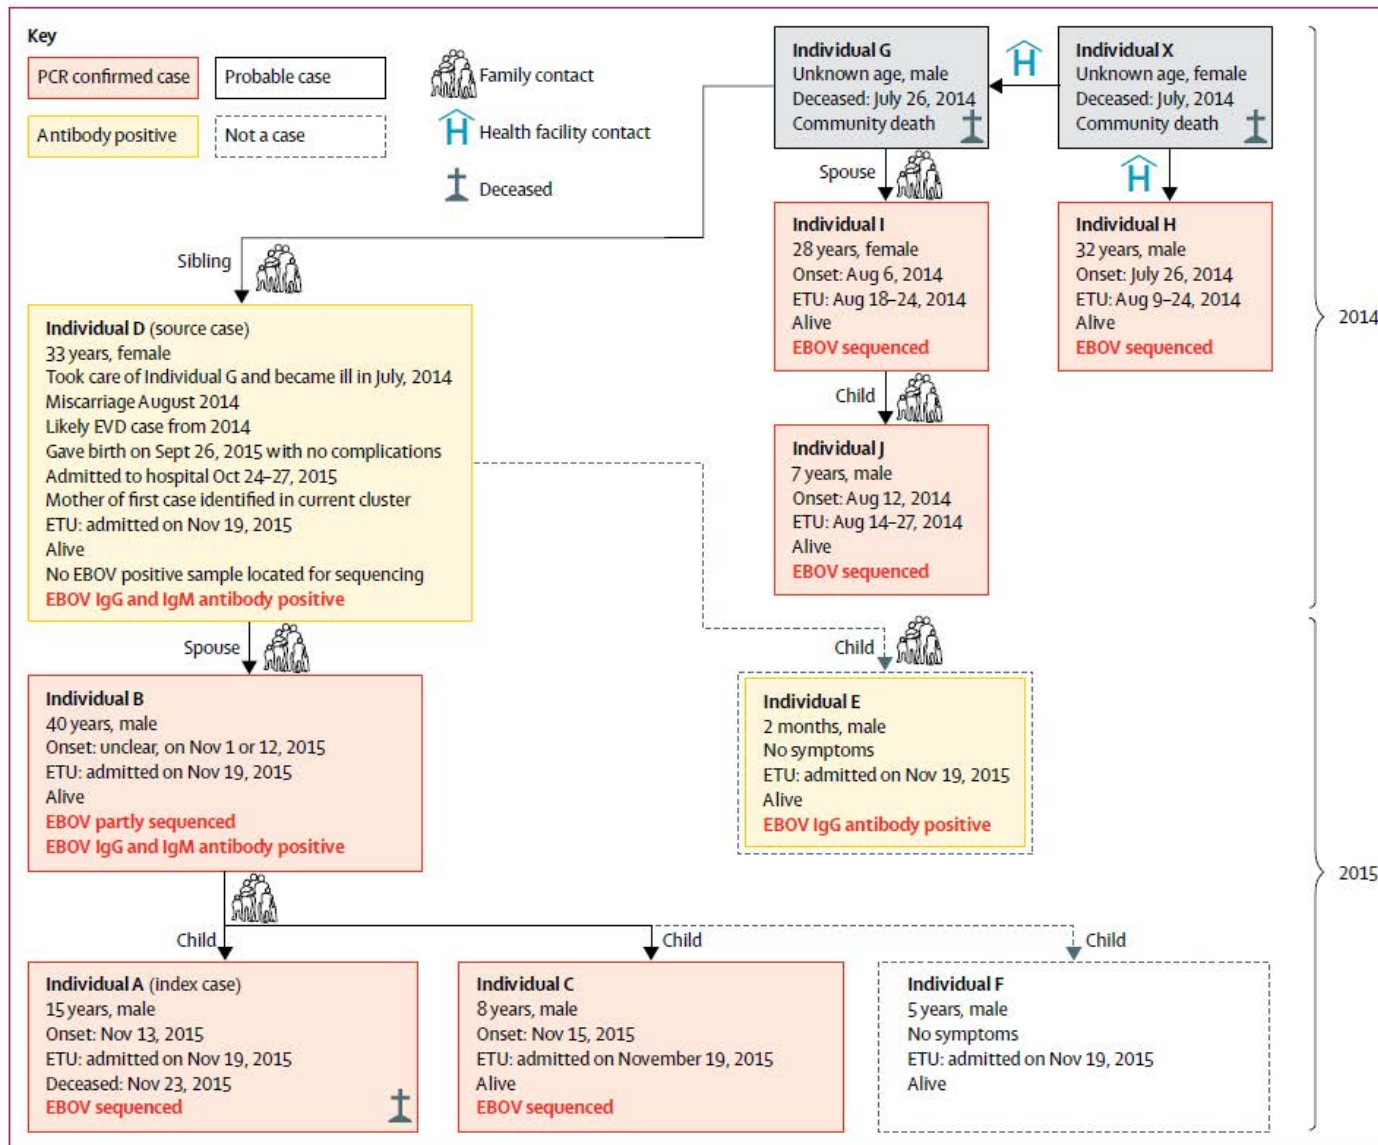 Key
PCR confirmed case
Probable case
Antibody positive
Not a case
Family contact
H
Health facility contact
Deceased
Individual G
Unknown age, male
Deceased: July 26, 2014
Community death
H
Individual X
Unknown age, female
Deceased: July, 2014
Community death
Spouse
H
Individual I
28 years, female
Onset: Aug 6, 2014
ETU: Aug 18–24, 2014
Alive
EBOV sequenced
Individual H
32 years, male
Onset: July 26, 2014
ETU: Aug 9–24, 2014
Alive
EBOV sequenced
2014
Sibling
Individual D (source case)
33 years, female
Took care of Individual G and became ill in July, 2014
Miscarriage August 2014
Likely EVD case from 2014
Gave birth on Sept 26, 2015 with no complications
Admitted to hospital Oct 24–27, 2015
Mother of first case identified in current cluster
ETU: admitted on Nov 19, 2015
Alive
No EBOV positive sample located for sequencing
EBOV IgG and IgM antibody positive
Child
Individual J
7 years, male
Onset: Aug 12, 2014
ETU: Aug 14–27, 2014
Alive
EBOV sequenced
Spouse
Child
Individual B
40 years, male
Onset: unclear, on Nov 1 or 12, 2015
ETU: admitted on Nov 19, 2015
Alive
EBOV partly sequenced
EBOV IgG and IgM antibody positive
Individual E
2 months, male
No symptoms
ETU: admitted on Nov 19, 2015
Alive
EBOV IgG antibody positive
2015
Child
Child
Child
Individual A (index case)
15 years, male
Onset: Nov 13, 2015
ETU: admitted on Nov 19, 2015
Deceased: Nov 23, 2015
EBOV sequenced
Individual C
8 years, male
Onset: Nov 15, 2015
ETU: admitted on November 19, 2015
Alive
EBOV sequenced
Individual F
5 years, male
No symptoms
ETU: admitted on Nov 19, 2015
Alive